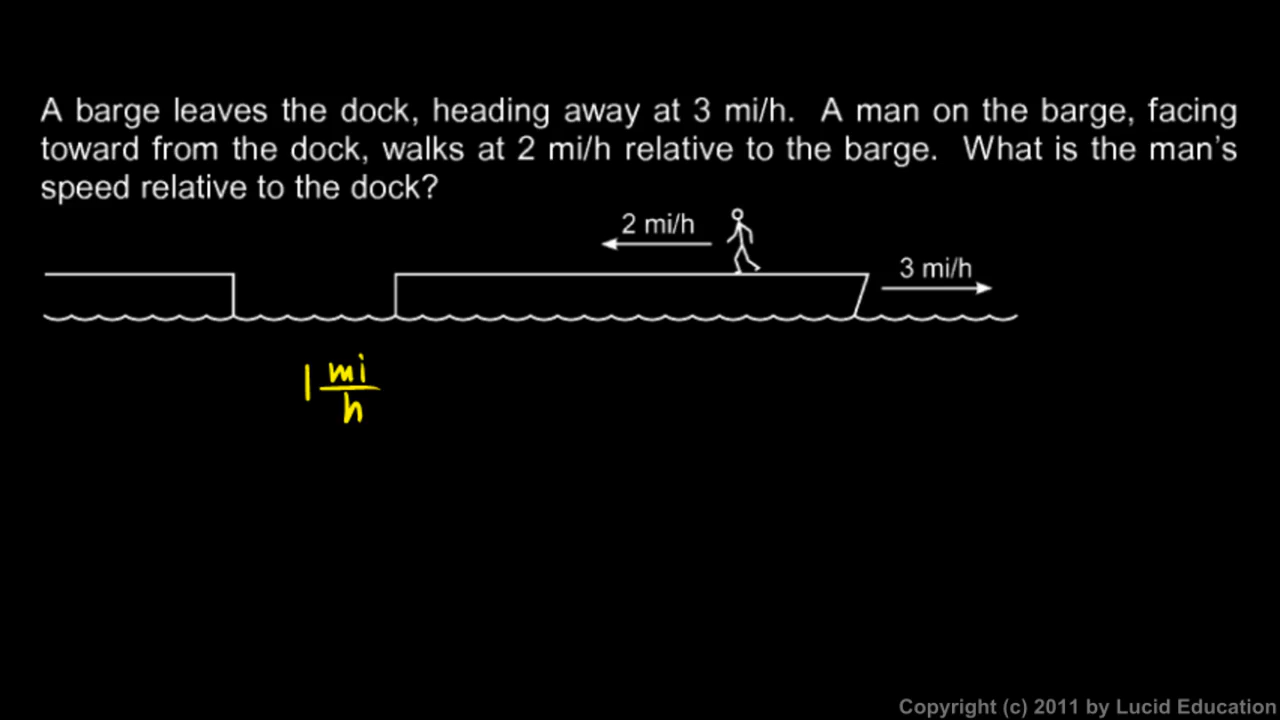 A barge leaves the dock, heading away at 3 mi/h. A man on the barge, facing
toward from the dock, walks at 2 mi/h relative to the barge. What is the man's
speed relative to the dock?
2 mi/h
3 mi/h
1 mi/h
Copyright (c) 2011 by Lucid Education